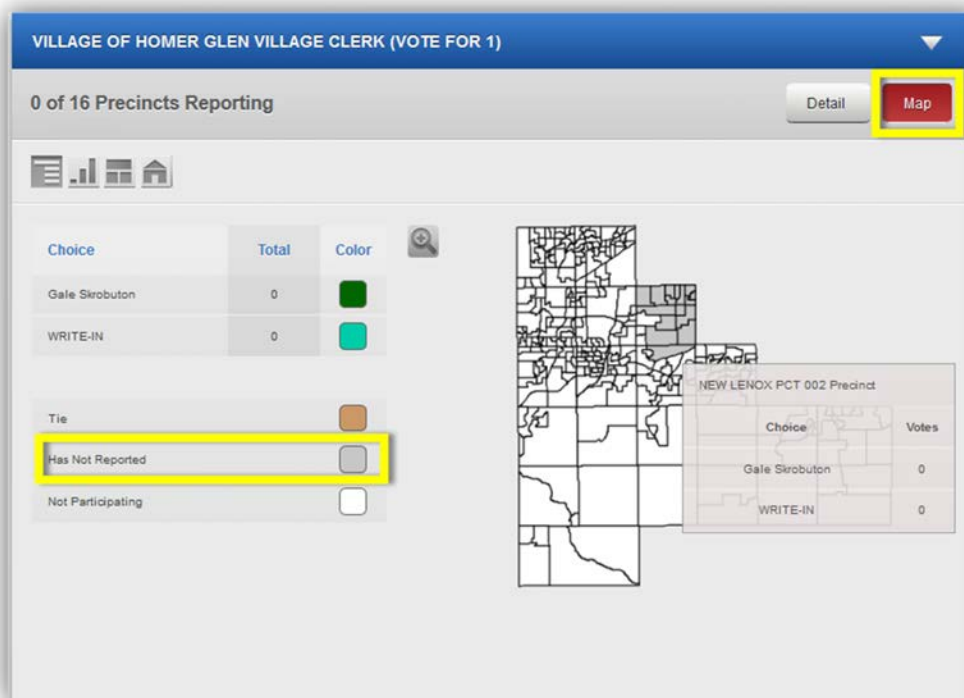 VILLAGE OF HOMER GLEN VILLAGE CLERK (VOTE FOR 1)
0 of 16 Precincts Reporting
Detail
Map
Choice Total Color
Gale Skrobuton 0
WRITE-IN 0
Tie
Has Not Reported
Not Participating
NEW LENOX PCT 002 Precinct
Choice Votes
Gale Skrobuton 0
WRITE-IN 0